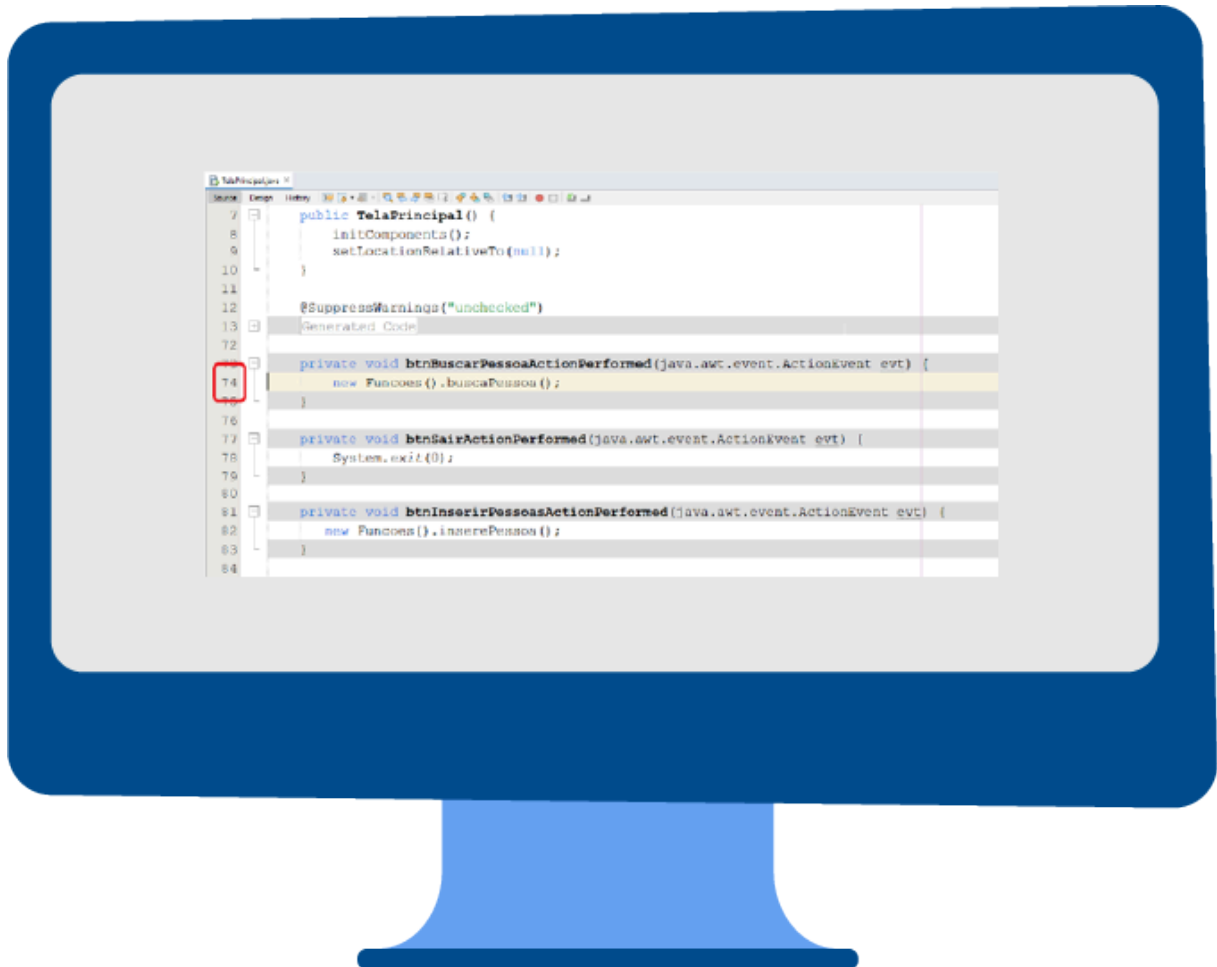 TelaPrincipal.java ×
Source Design History
7 public TelaPrincipal() {
8 initComponents();
9 setLocationRelativeTo(null);
10 }
11
12 @SuppressWarnings("unchecked")
13 Generated Code
72
73 private void btnBuscarPessoaActionPerformed(java.awt.event.ActionEvent evt) {
74 new Funcoes().buscaPessoa();
75 }
76
77 private void btnSairActionPerformed(java.awt.event.ActionEvent evt) {
78 System.exit(0);
79 }
80
81 private void btnInserirPessoasActionPerformed(java.awt.event.ActionEvent evt) {
82 new Funcoes().inserePessoa();
83 }
84